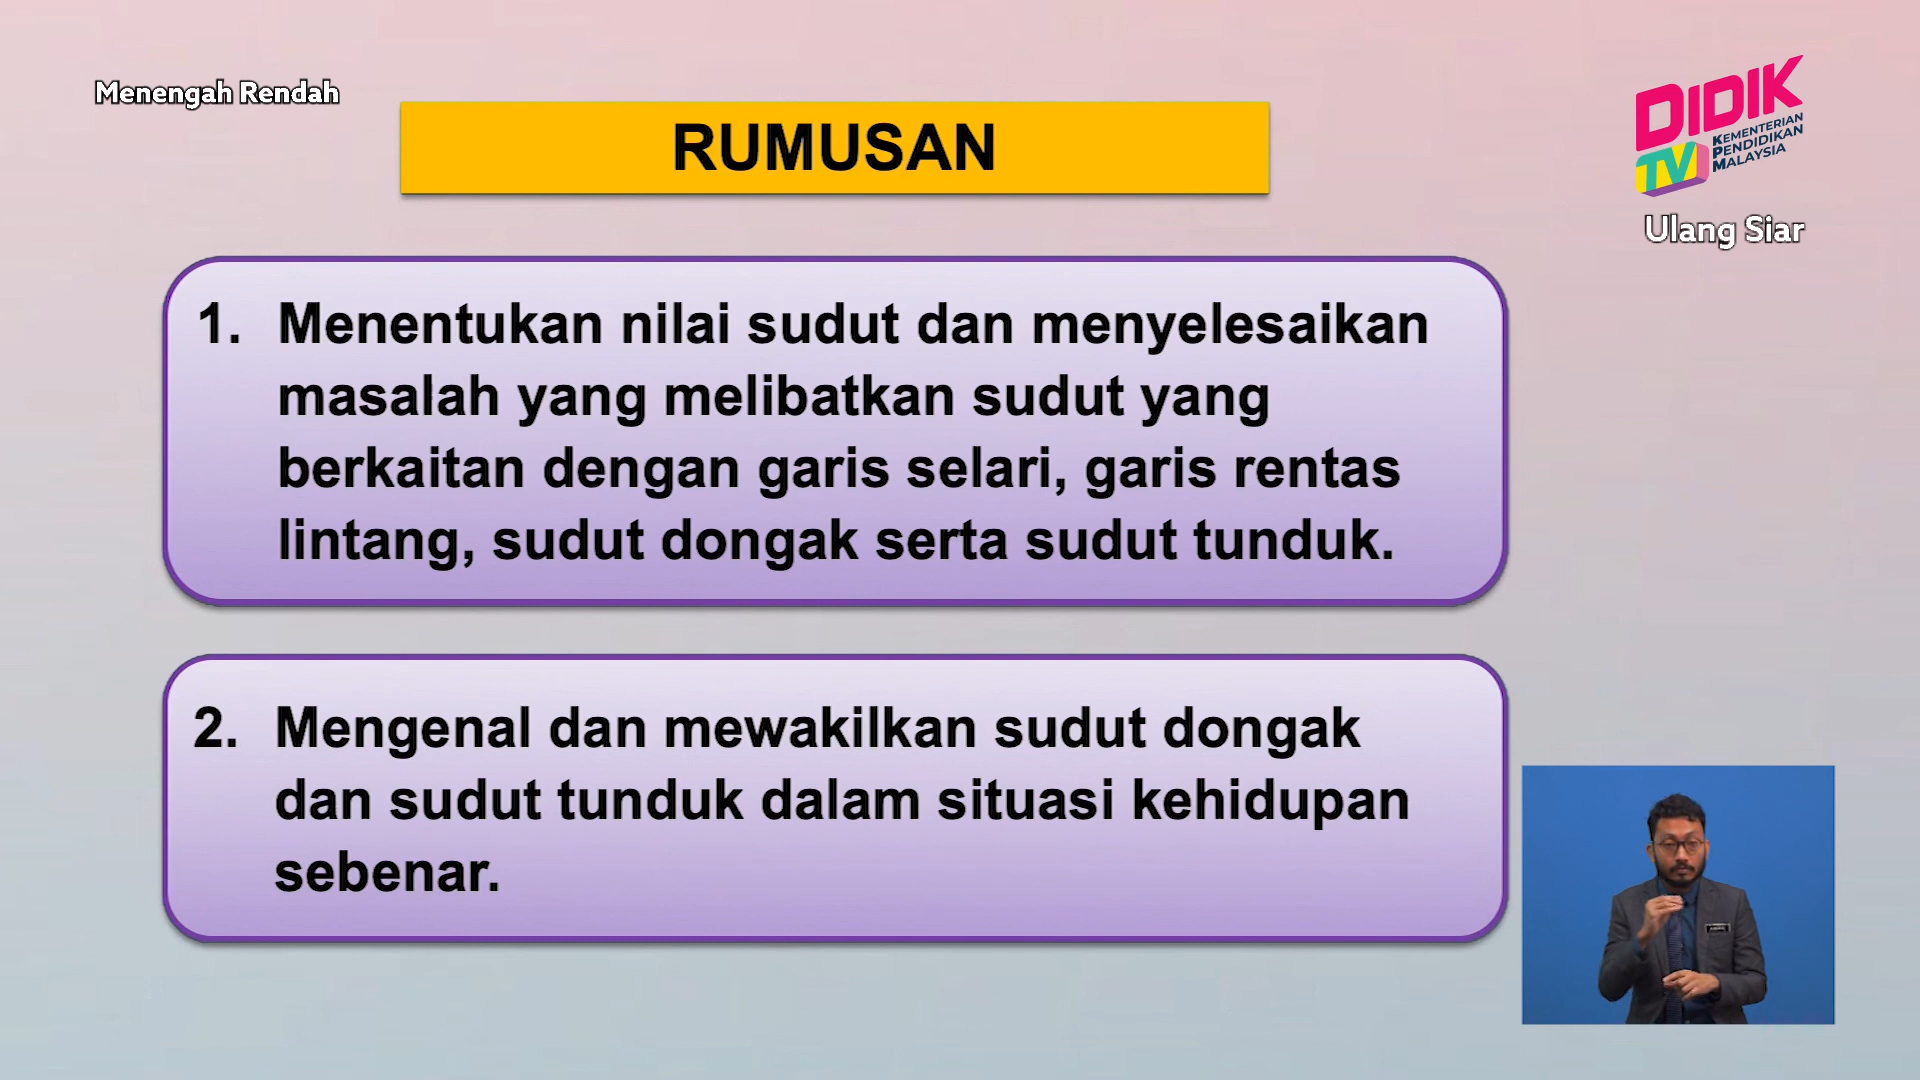 Menengah Rendah
DIDIK
TV
KEMENTERIAN
PENDIDIKAN
MALAYSIA
Ulang Siar
RUMUSAN
1. Menentukan nilai sudut dan menyelesaikan
masalah yang melibatkan sudut yang
berkaitan dengan garis selari, garis rentas
lintang, sudut dongak serta sudut tunduk.
2. Mengenal dan mewakilkan sudut dongak
dan sudut tunduk dalam situasi kehidupan
sebenar.